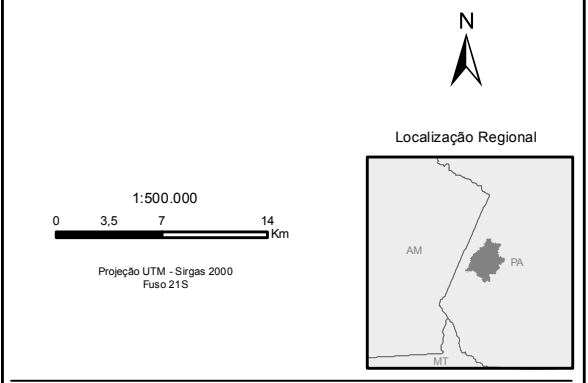 N
Localização Regional
1:500.000
0 3,5 7 14
Km
Projeção UTM - Sirgas 2000
Fuso 21S
AM
PA
MT